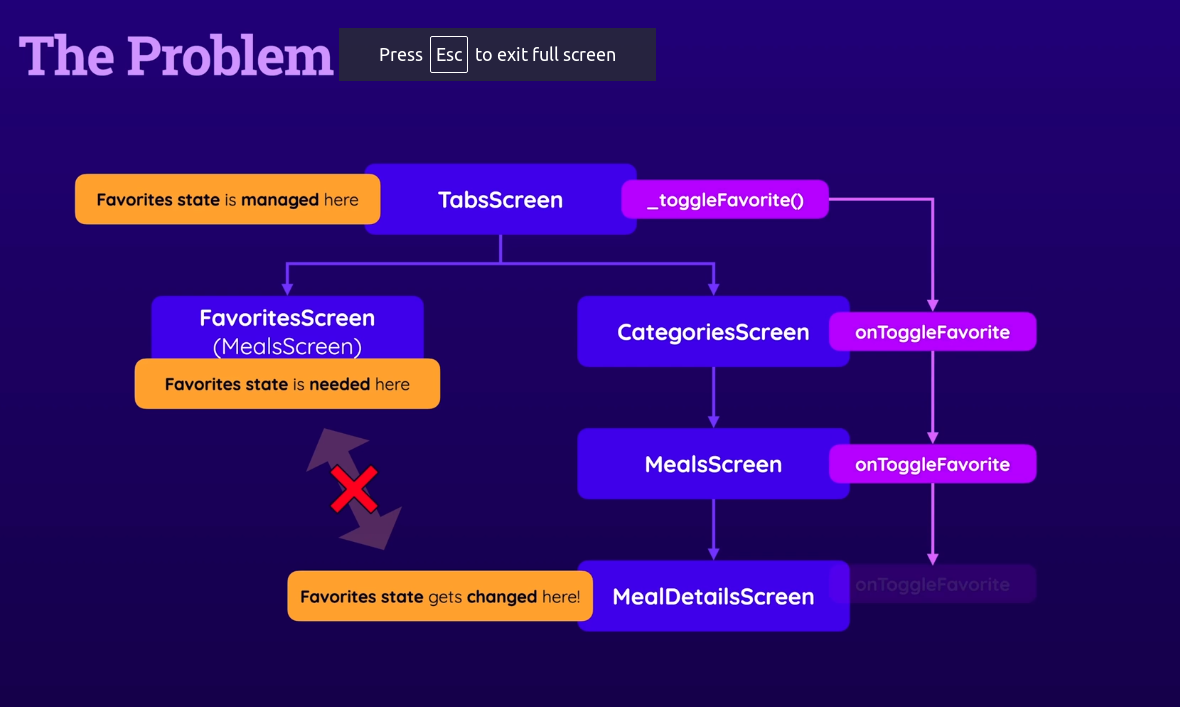 The Problem
Press Esc to exit full screen
Favorites state is managed here
TabsScreen
_toggleFavorite()
FavoritesScreen
(MealsScreen)
Favorites state is needed here
CategoriesScreen
onToggleFavorite
MealsScreen
onToggleFavorite
Favorites state gets changed here!
MealDetailsScreen
onToggleFavorite